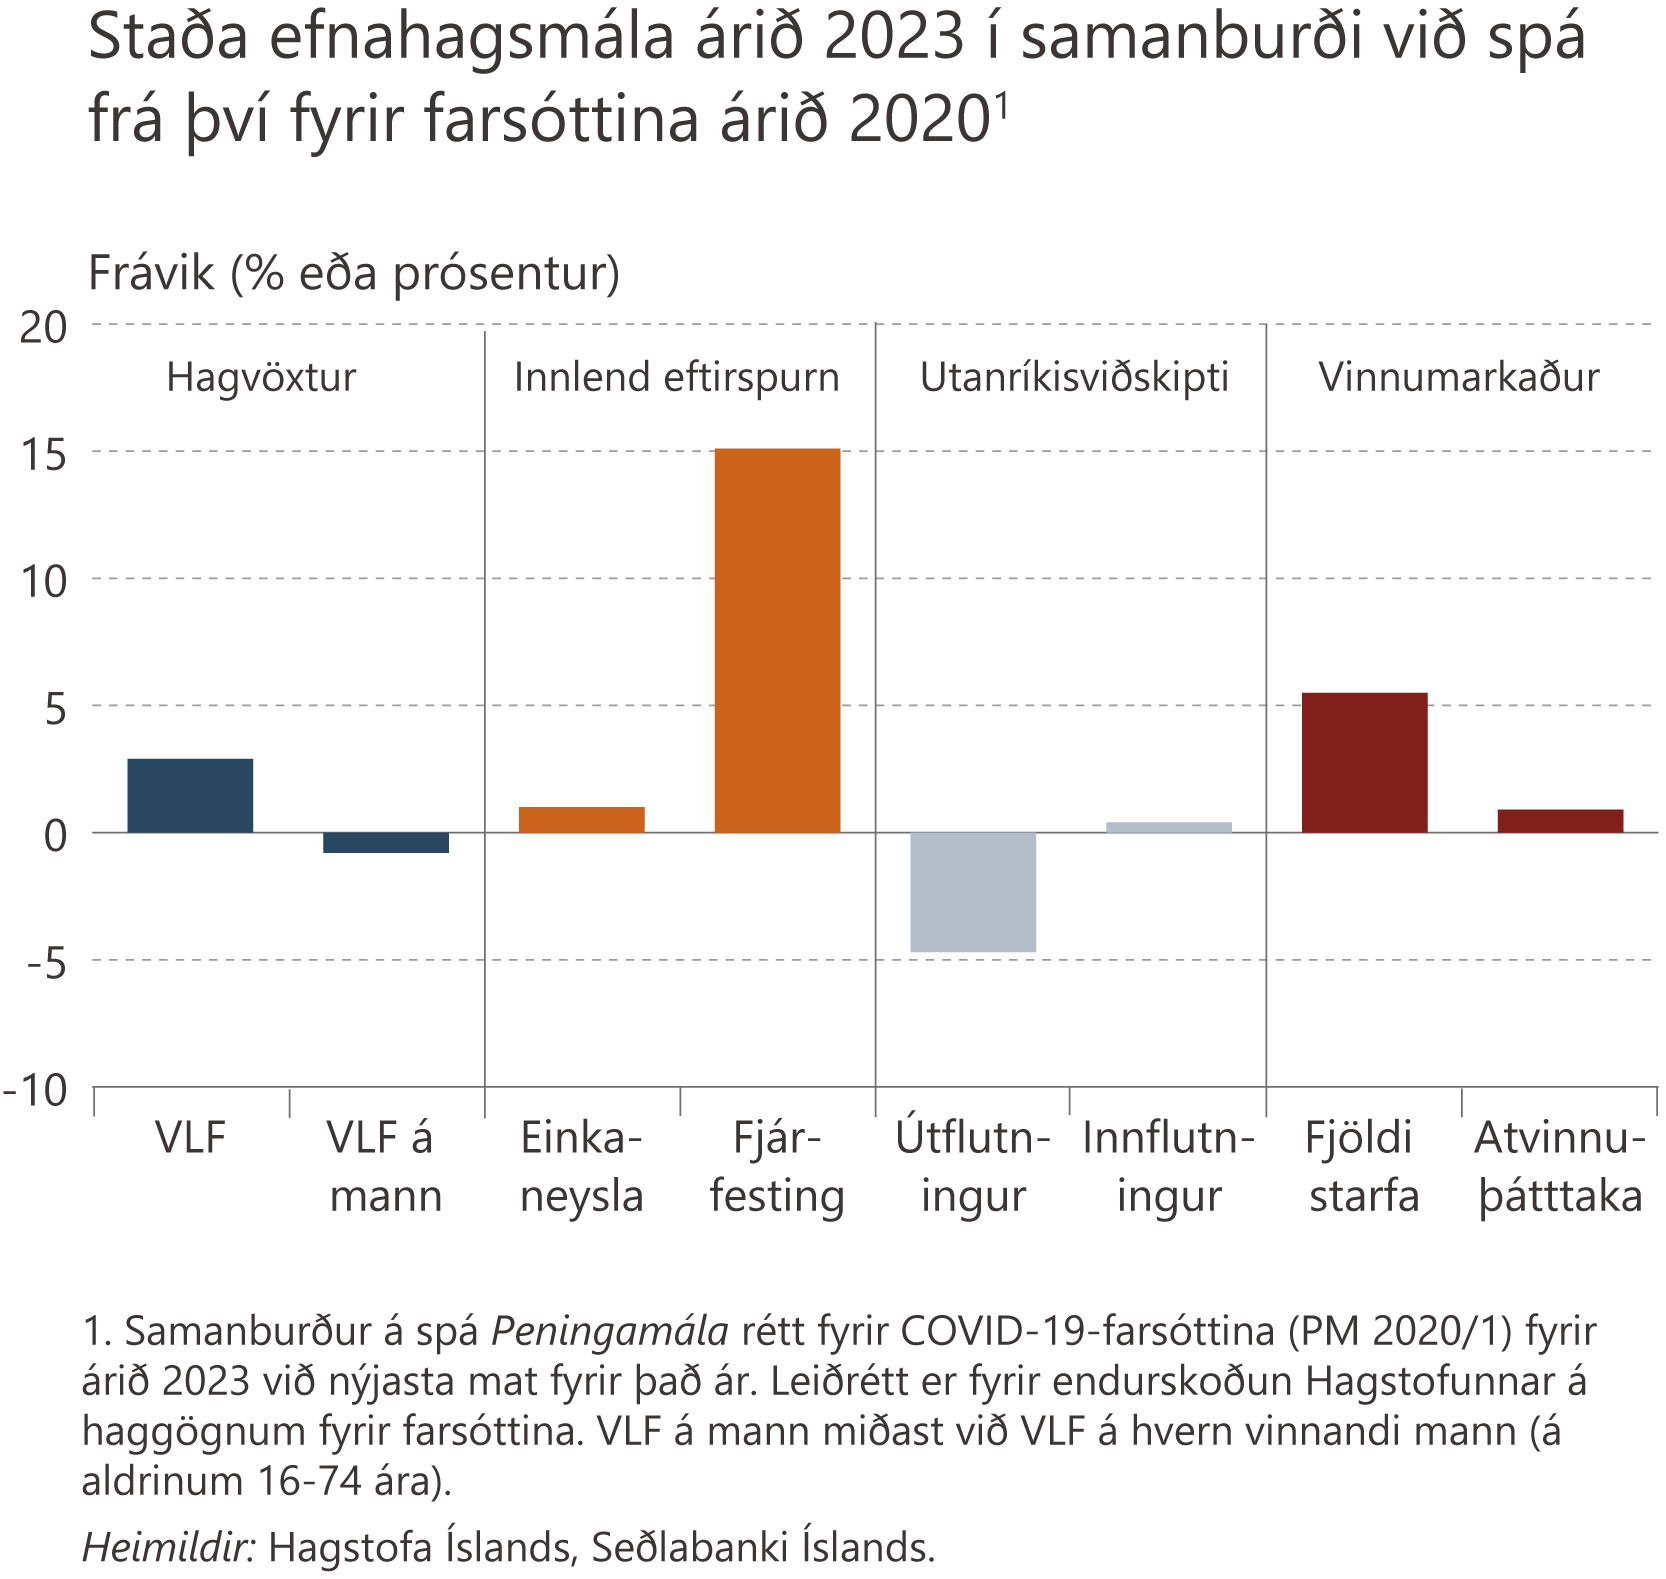 Staða efnahagsmála árið 2023 í samanburði við spá
frá því fyrir farsóttina árið 2020¹
Frávik (% eða prósentur)
20
Hagvöxtur
Innlend eftirspurn
Utanríkisviðskipti
Vinnumarkaður
15
10
5
0
-5
-10
VLF
VLF á
mann
Einka-
neysla
Fjár-
festing
Útflutn-
ingur
Innflutn-
ingur
Fjöldi
starfa
Atvinnu-
þátttaka
1. Samanburður á spá Peningamála rétt fyrir COVID-19-farsóttina (PM 2020/1) fyrir
árið 2023 við nýjasta mat fyrir það ár. Leiðrétt er fyrir endurskoðun Hagstofunnar á
haggögnum fyrir farsóttina. VLF á mann miðast við VLF á hvern vinnandi mann (á
aldrinum 16-74 ára).
Heimildir: Hagstofa Íslands, Seðlabanki Íslands.